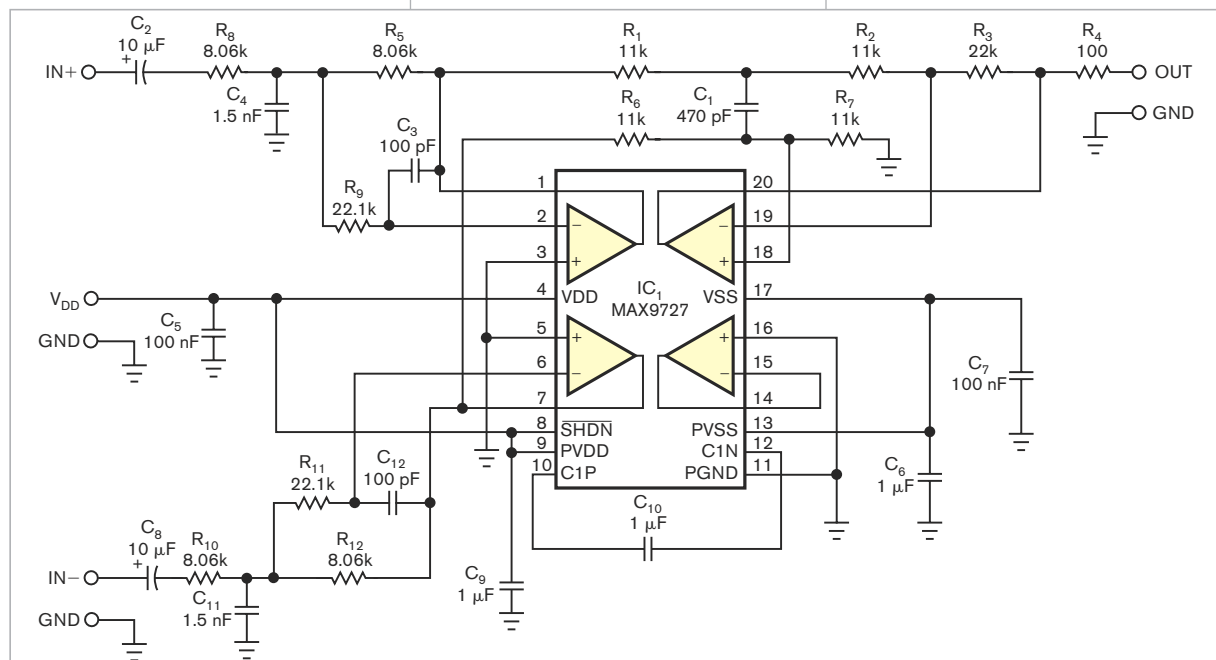 C2
10 µF
+
IN+
R8
8.06k
R5
8.06k
R1
11k
R2
11k
R3
22k
R4
100
OUT
C4
1.5 nF
C3
100 pF
R6
11k
C1
470 pF
R7
11k
GND
R9
22.1k
1
2
3
4
5
6
7
8
9
10
20
19
18
17
16
15
14
13
12
11
−
+
−
+
+
−
+
−
IC1
MAX9727
VDD
VSS
SHDN
PVDD
C1P
PVSS
C1N
PGND
VDD
GND
C5
100 nF
C7
100 nF
C6
1 µF
R11
22.1k
C12
100 pF
C10
1 µF
C8
10 µF
+
IN−
R10
8.06k
R12
8.06k
C9
1 µF
C11
1.5 nF
GND